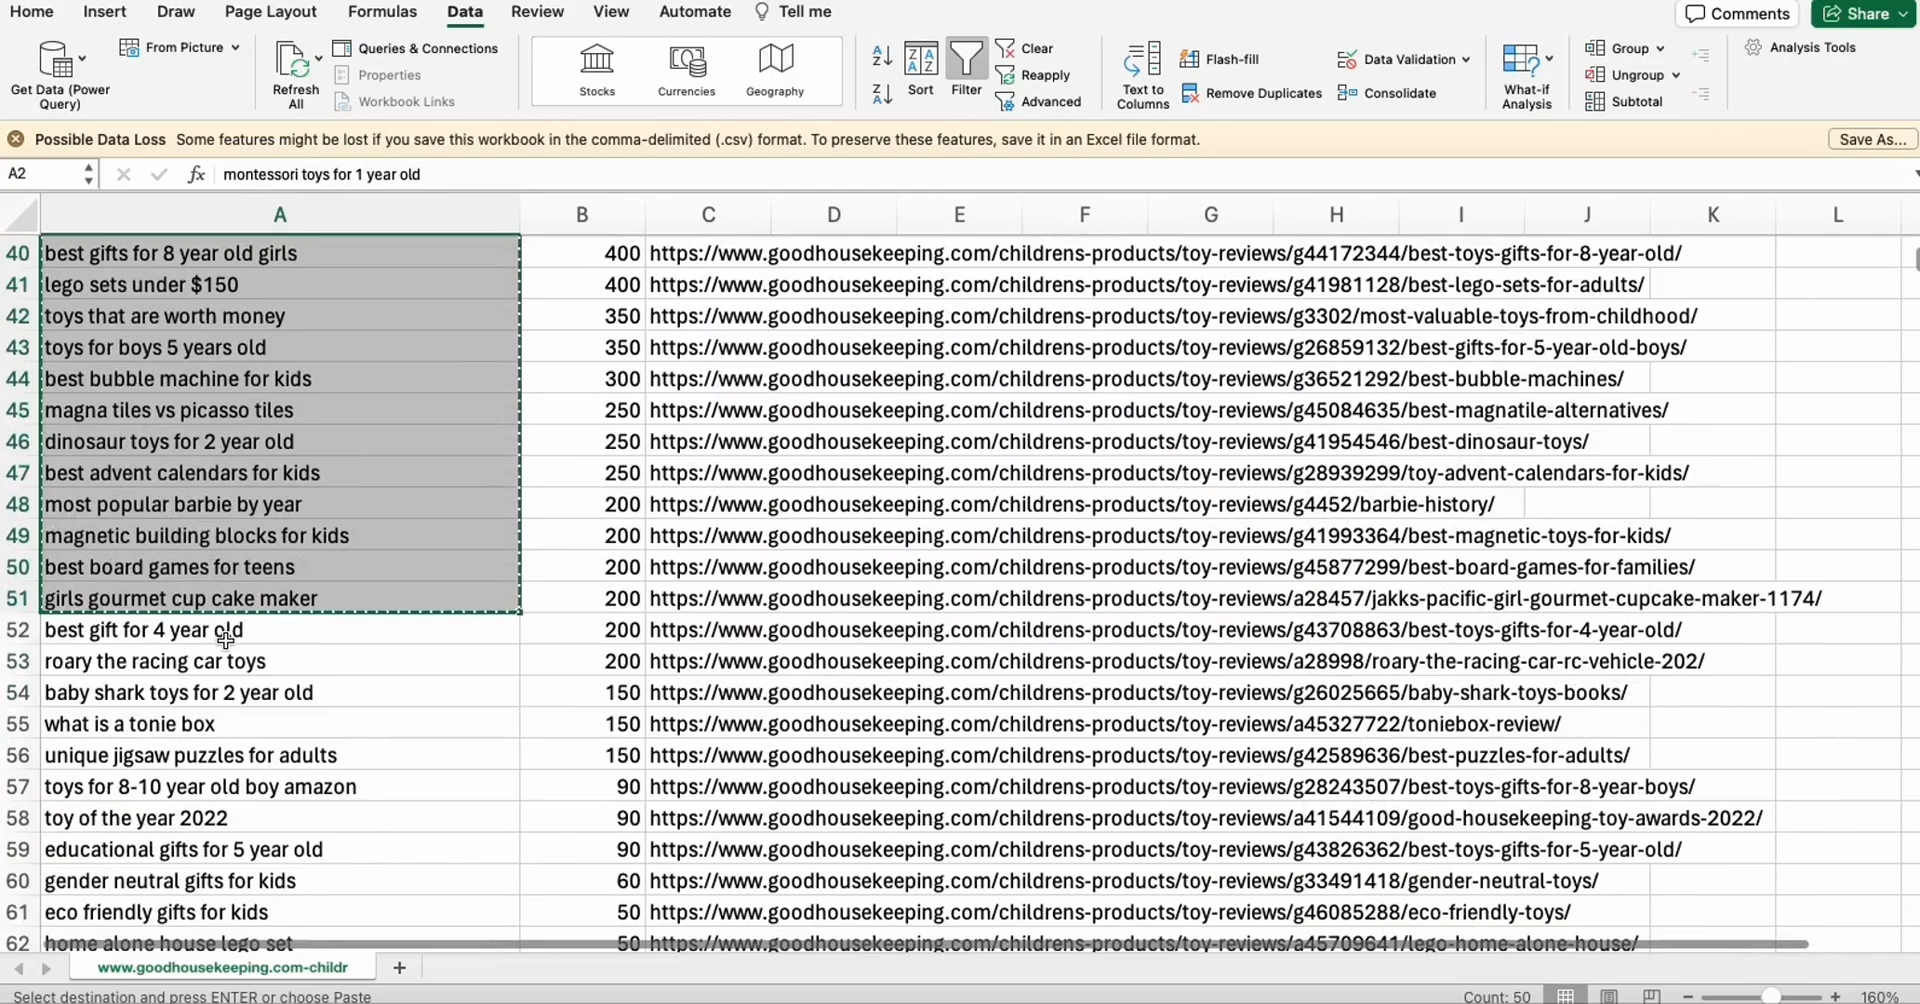 Home Insert Draw Page Layout Formulas Data Review View Automate Tell me Comments Share
Get Data (Power Query) From Picture Refresh All Queries & Connections Properties Workbook Links Stocks Currencies Geography Sort Filter Clear Reapply Advanced Text to Columns Flash-fill Remove Duplicates Data Validation Consolidate What-if Analysis Group Ungroup Subtotal Analysis Tools
Possible Data Loss Some features might be lost if you save this workbook in the comma-delimited (.csv) format. To preserve these features, save it in an Excel file format. Save As...
A2 fx montessori toys for 1 year old
A B C D E F G H I J K L
40 best gifts for 8 year old girls 400 https://www.goodhousekeeping.com/childrens-products/toy-reviews/g44172344/best-toys-gifts-for-8-year-old/
41 lego sets under $150 400 https://www.goodhousekeeping.com/childrens-products/toy-reviews/g41981128/best-lego-sets-for-adults/
42 toys that are worth money 350 https://www.goodhousekeeping.com/childrens-products/toy-reviews/g3302/most-valuable-toys-from-childhood/
43 toys for boys 5 years old 350 https://www.goodhousekeeping.com/childrens-products/toy-reviews/g26859132/best-gifts-for-5-year-old-boys/
44 best bubble machine for kids 300 https://www.goodhousekeeping.com/childrens-products/toy-reviews/g36521292/best-bubble-machines/
45 magna tiles vs picasso tiles 250 https://www.goodhousekeeping.com/childrens-products/toy-reviews/g45084635/best-magnatile-alternatives/
46 dinosaur toys for 2 year old 250 https://www.goodhousekeeping.com/childrens-products/toy-reviews/g41954546/best-dinosaur-toys/
47 best advent calendars for kids 250 https://www.goodhousekeeping.com/childrens-products/toy-reviews/g28939299/toy-advent-calendars-for-kids/
48 most popular barbie by year 200 https://www.goodhousekeeping.com/childrens-products/toy-reviews/g4452/barbie-history/
49 magnetic building blocks for kids 200 https://www.goodhousekeeping.com/childrens-products/toy-reviews/g41993364/best-magnetic-toys-for-kids/
50 best board games for teens 200 https://www.goodhousekeeping.com/childrens-products/toy-reviews/g45877299/best-board-games-for-families/
51 girls gourmet cup cake maker 200 https://www.goodhousekeeping.com/childrens-products/toy-reviews/a28457/jakks-pacific-girl-gourmet-cupcake-maker-1174/
52 best gift for 4 year old 200 https://www.goodhousekeeping.com/childrens-products/toy-reviews/g43708863/best-toys-gifts-for-4-year-old/
53 roary the racing car toys 200 https://www.goodhousekeeping.com/childrens-products/toy-reviews/a28998/roary-the-racing-car-rc-vehicle-202/
54 baby shark toys for 2 year old 150 https://www.goodhousekeeping.com/childrens-products/toy-reviews/g26025665/baby-shark-toys-books/
55 what is a tonie box 150 https://www.goodhousekeeping.com/childrens-products/toy-reviews/a45327722/toniebox-review/
56 unique jigsaw puzzles for adults 150 https://www.goodhousekeeping.com/childrens-products/toy-reviews/g42589636/best-puzzles-for-adults/
57 toys for 8-10 year old boy amazon 90 https://www.goodhousekeeping.com/childrens-products/toy-reviews/g28243507/best-toys-gifts-for-8-year-boys/
58 toy of the year 2022 90 https://www.goodhousekeeping.com/childrens-products/toy-reviews/a41544109/good-housekeeping-toy-awards-2022/
59 educational gifts for 5 year old 90 https://www.goodhousekeeping.com/childrens-products/toy-reviews/g43826362/best-toys-gifts-for-5-year-old/
60 gender neutral gifts for kids 60 https://www.goodhousekeeping.com/childrens-products/toy-reviews/g33491418/gender-neutral-toys/
61 eco friendly gifts for kids 50 https://www.goodhousekeeping.com/childrens-products/toy-reviews/g46085288/eco-friendly-toys/
62 home alone house lego set 50 https://www.goodhousekeeping.com/childrens-products/toy-reviews/a45709641/lego-home-alone-house/
www.goodhousekeeping.com-childr
Select destination and press ENTER or choose Paste Count: 50 160%